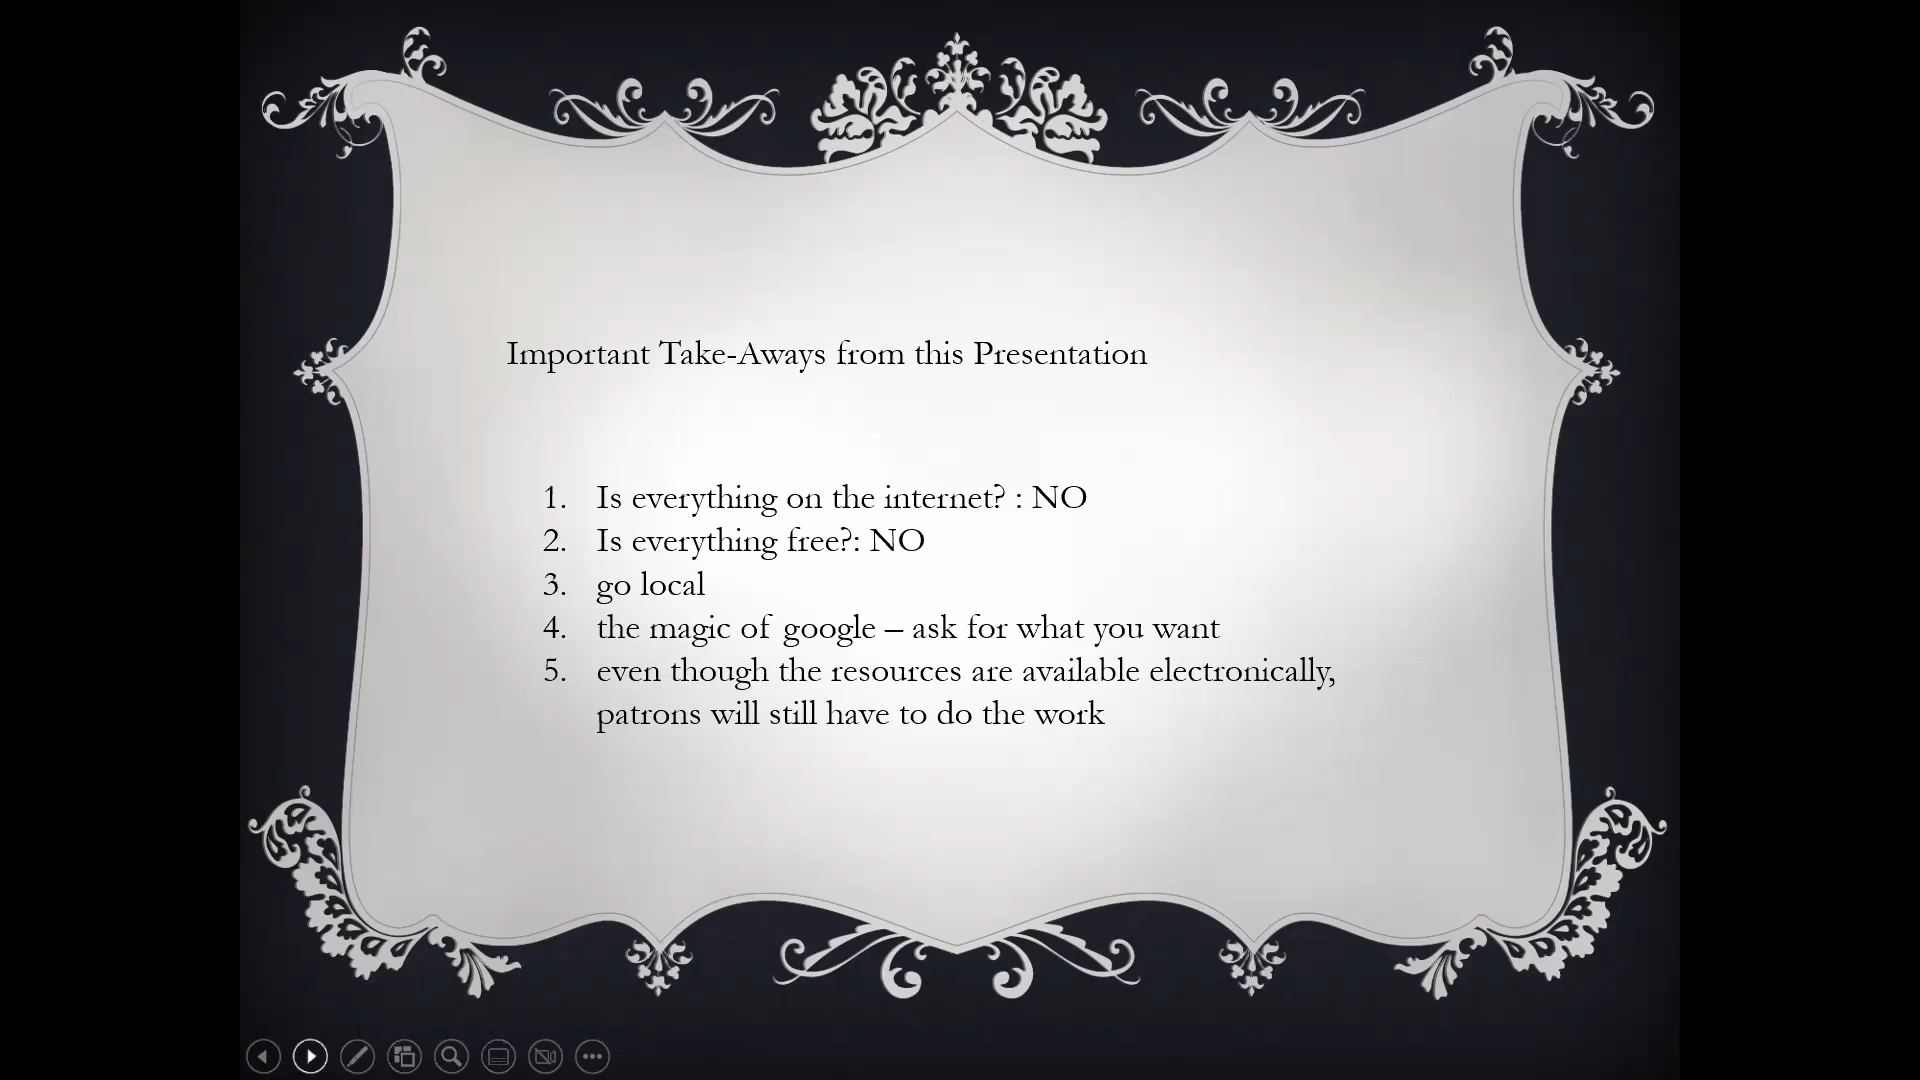 Important Take-Aways from this Presentation
1. Is everything on the internet? : NO
2. Is everything free?: NO
3. go local
4. the magic of google – ask for what you want
5. even though the resources are available electronically,
patrons will still have to do the work